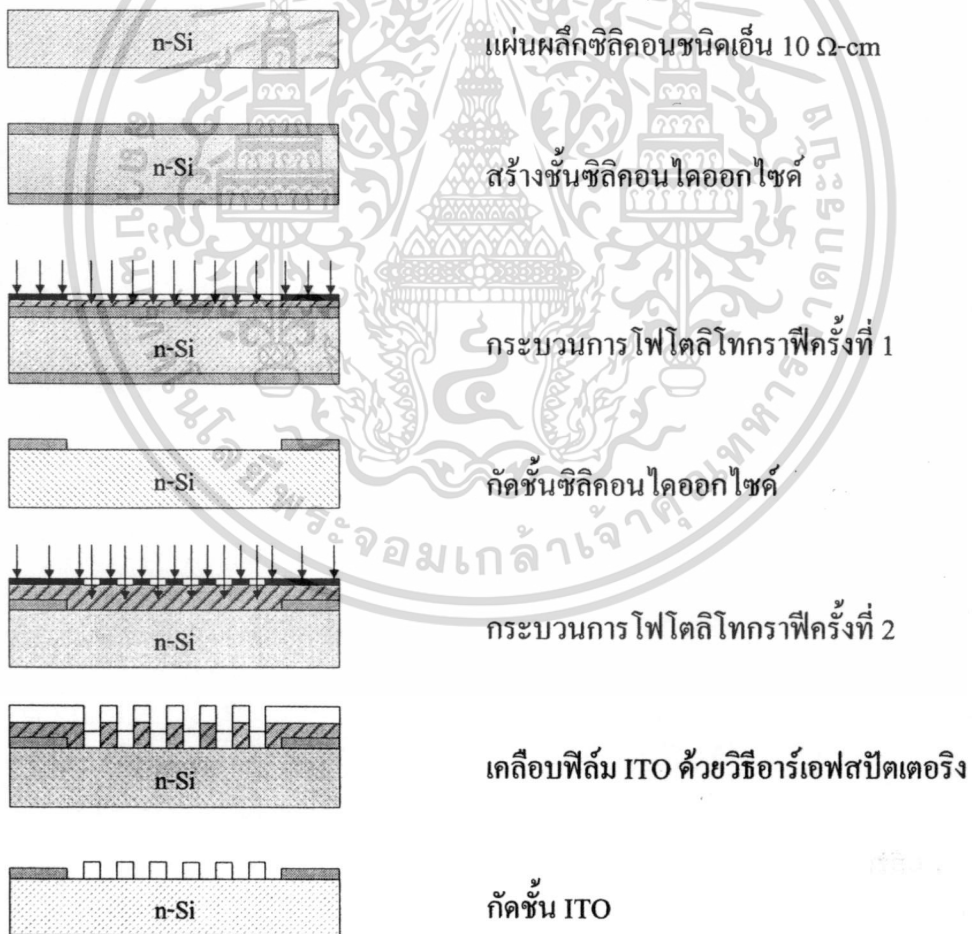 n-Si
แผ่นผลึกซิลิคอนชนิดเอ็น 10 Ω-cm
n-Si
สร้างชั้นซิลิคอนไดออกไซด์
n-Si
กระบวนการโฟโตลิโทกราฟีครั้งที่ 1
n-Si
กัดชั้นซิลิคอนไดออกไซด์
n-Si
กระบวนการโฟโตลิโทกราฟีครั้งที่ 2
n-Si
เคลือบฟิล์ม ITO ด้วยวิธีอาร์เอฟสปัตเตอริง
n-Si
กัดชั้น ITO